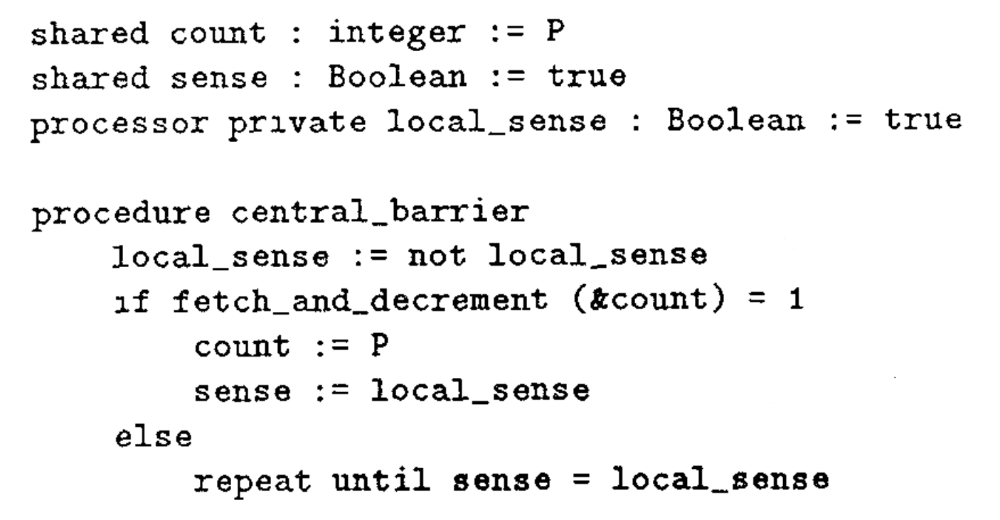 shared count : integer := P
shared sense : Boolean := true
processor private local_sense : Boolean := true
procedure central_barrier
local_sense := not local_sense
if fetch_and_decrement (&count) = 1
count := P
sense := local_sense
else
repeat until sense = local_sense